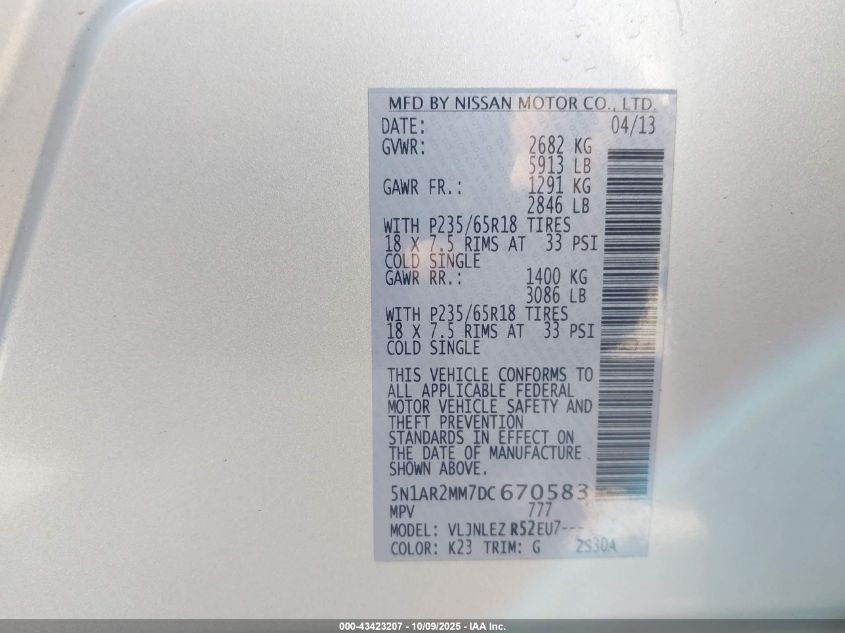 MFD BY NISSAN MOTOR CO., LTD.
DATE: 04/13
GVWR: 2682 KG
5913 LB
GAWR FR.: 1291 KG
2846 LB
WITH P235/65R18 TIRES
18 X 7.5 RIMS AT 33 PSI
COLD SINGLE
GAWR RR.: 1400 KG
3086 LB
WITH P235/65R18 TIRES
18 X 7.5 RIMS AT 33 PSI
COLD SINGLE
THIS VEHICLE CONFORMS TO
ALL APPLICABLE FEDERAL
MOTOR VEHICLE SAFETY AND
THEFT PREVENTION
STANDARDS IN EFFECT ON
THE DATE OF MANUFACTURE
SHOWN ABOVE.
5N1AR2MM7DC670583
MPV 777
MODEL: VLJNLEZ R52EU7---
COLOR: K23 TRIM: G 2S30A
000-43423207 - 10/09/2025 - IAA Inc.